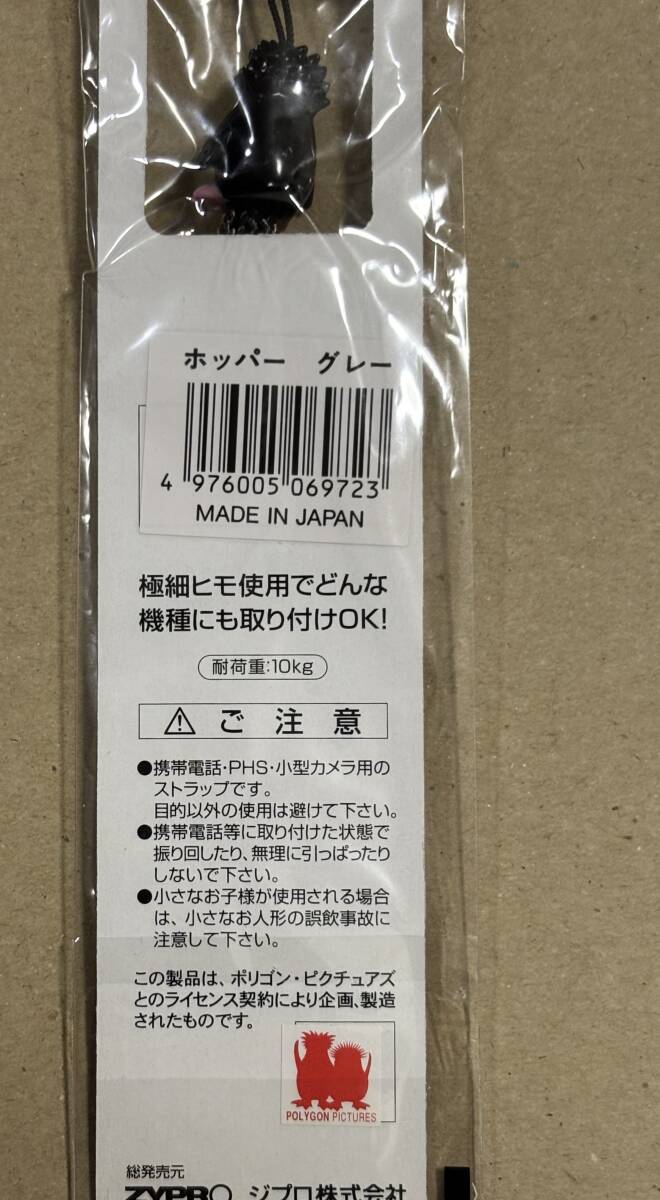 ホッパー　グレー
4 976005 069723
MADE IN JAPAN
極細ヒモ使用でどんな
機種にも取り付けOK!
耐荷重:10kg
⚠ ご注意
●携帯電話・PHS・小型カメラ用の
ストラップです。
目的以外の使用は避けて下さい。
●携帯電話等に取り付けた状態で
振り回したり、無理に引っぱったり
しないで下さい。
●小さなお子様が使用される場合
は、小さなお人形の誤飲事故に
注意して下さい。
この製品は、ポリゴン・ピクチュアズ
とのライセンス契約により企画、製造
されたものです。
POLYGON PICTURES
総発売元
ZYPRO ジプロ株式会社